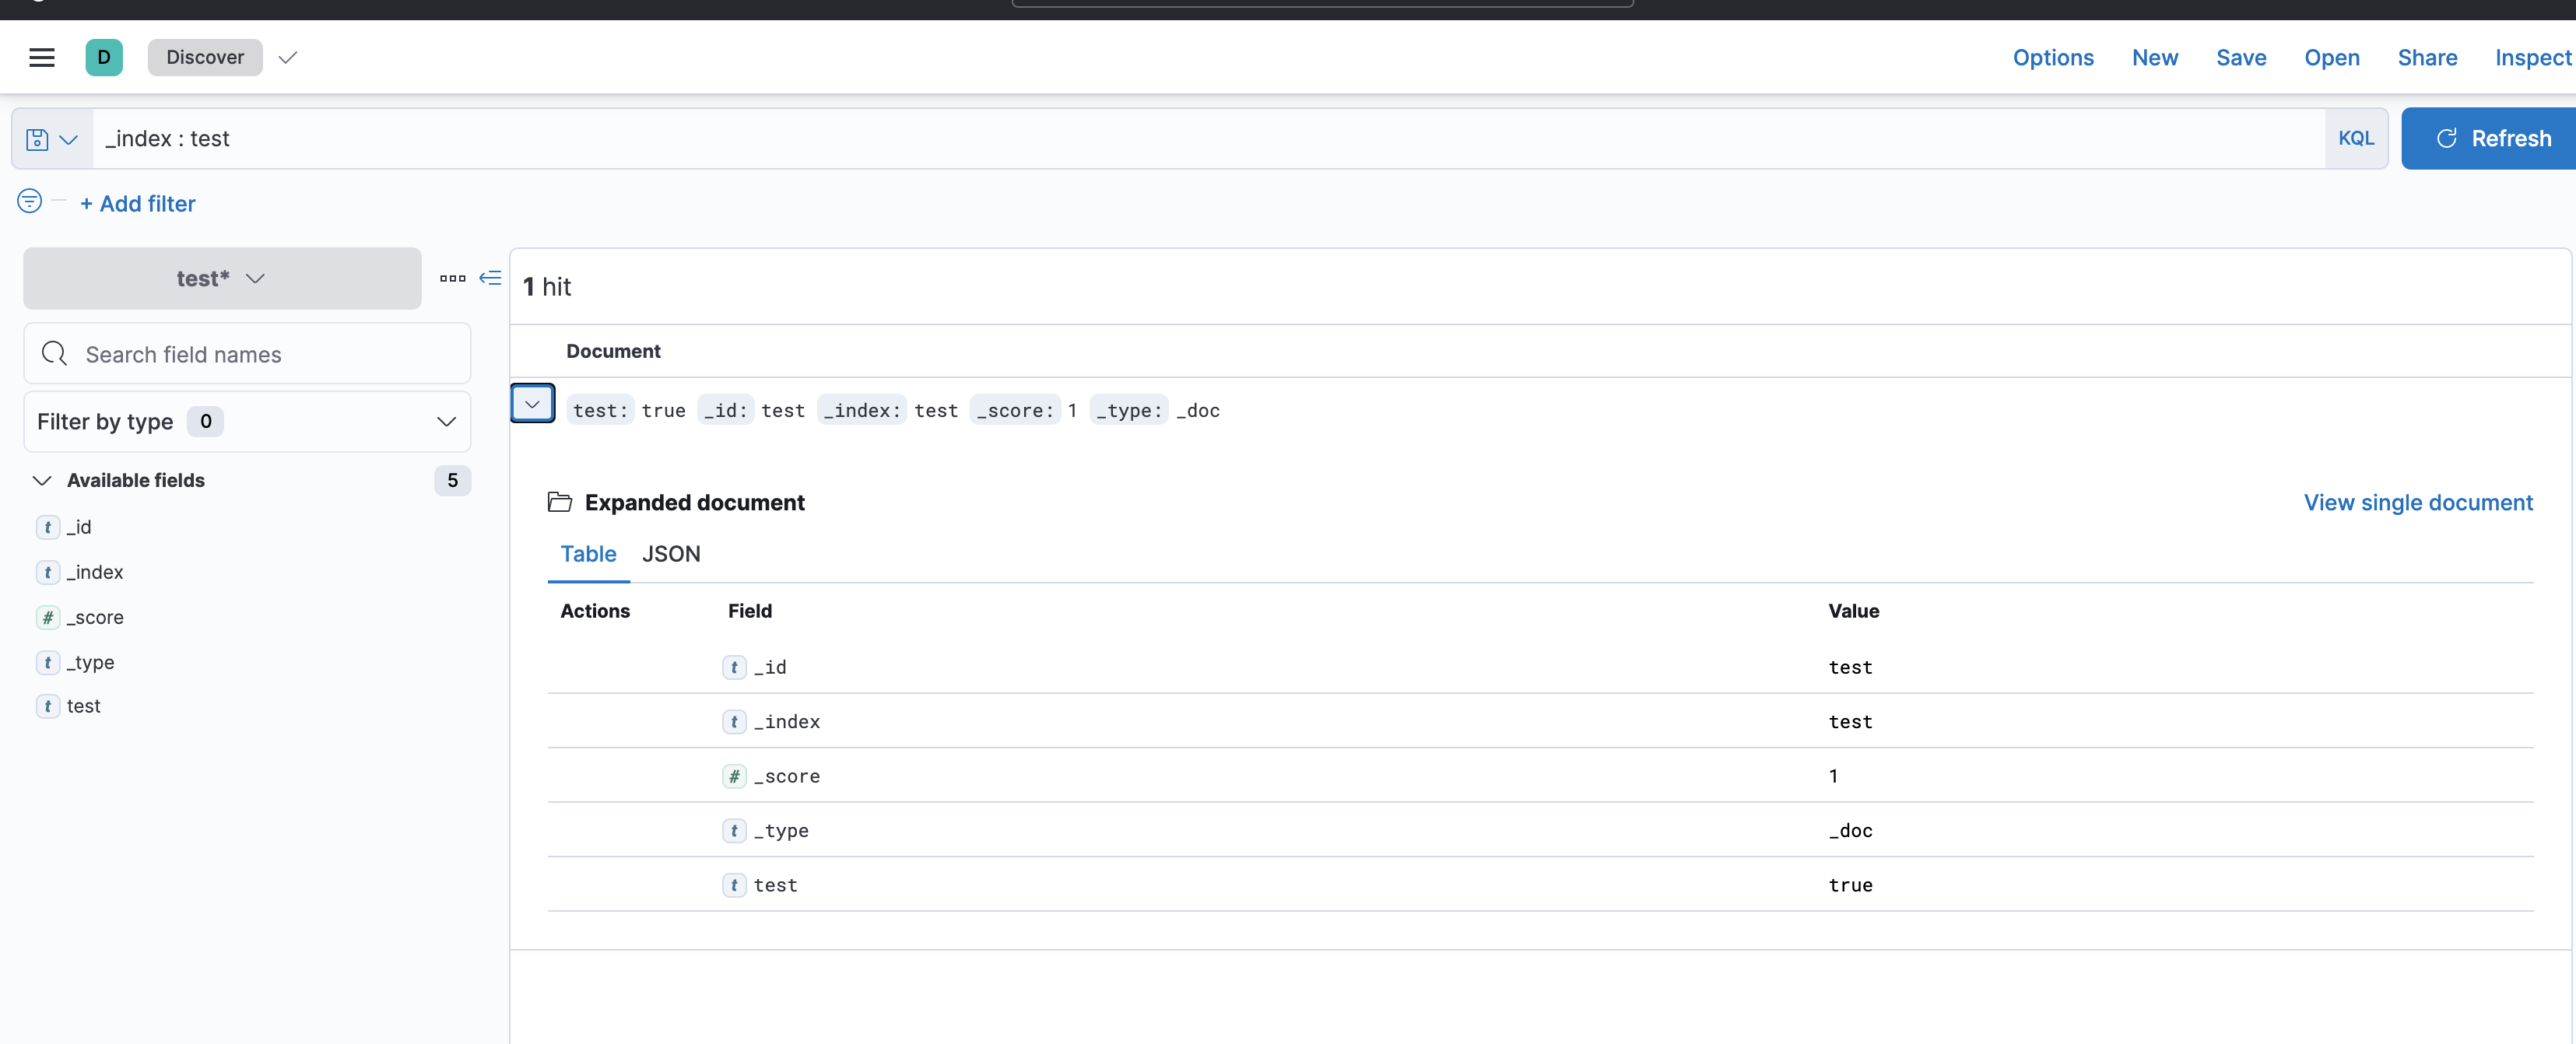 D Discover Options New Save Open Share Inspect
_index : test KQL Refresh
+ Add filter
test*
1 hit
Search field names
Document
Filter by type 0
test: true _id: test _index: test _score: 1 _type: _doc
Available fields 5
Expanded document View single document
t _id
Table JSON
t _index
Actions Field Value
# _score
t _id test
t _type
t _index test
t test
# _score 1
t _type _doc
t test true